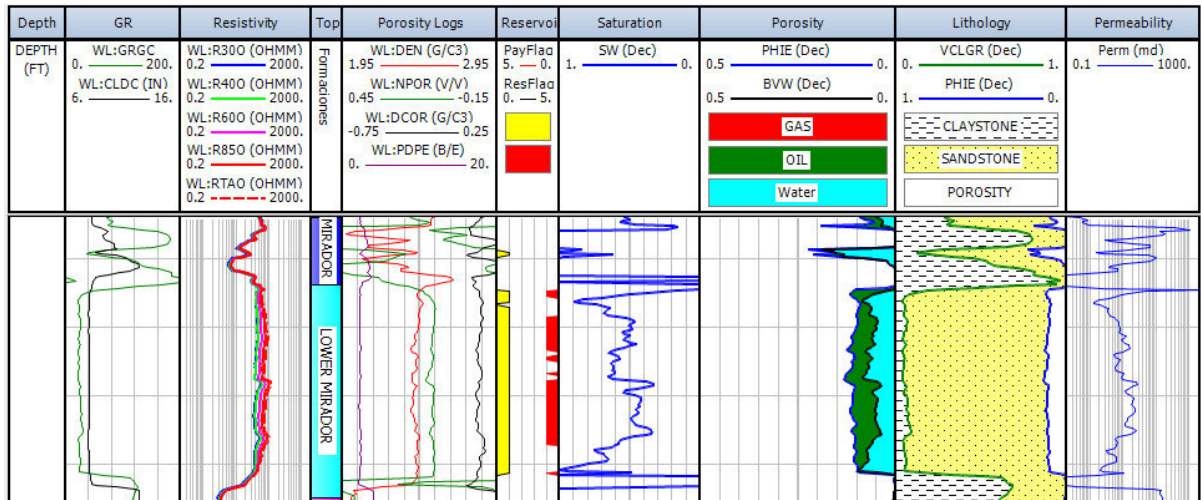 Depth GR Resistivity Top Porosity Logs Reservoi Saturation Porosity Lithology Permeability
DEPTH
(FT)
WL:GRGC
0. 200.
WL:CLDC (IN)
6. 16.
WL:R30O (OHMM)
0.2 2000.
WL:R40O (OHMM)
0.2 2000.
WL:R60O (OHMM)
0.2 2000.
WL:R85O (OHMM)
0.2 2000.
WL:RTAO (OHMM)
0.2 2000.
Formaciones
WL:DEN (G/C3)
1.95 2.95
WL:NPOR (V/V)
0.45 -0.15
WL:DCOR (G/C3)
-0.75 0.25
WL:PDPE (B/E)
0. 20.
PayFlag
5. 0.
ResFlag
0. 5.
SW (Dec)
1. 0.
PHIE (Dec)
0.5 0.
BVW (Dec)
0.5 0.
GAS
OIL
Water
VCLGR (Dec)
0. 1.
PHIE (Dec)
1. 0.
CLAYSTONE
SANDSTONE
POROSITY
Perm (md)
0.1 1000.
MIRADOR
LOWER MIRADOR